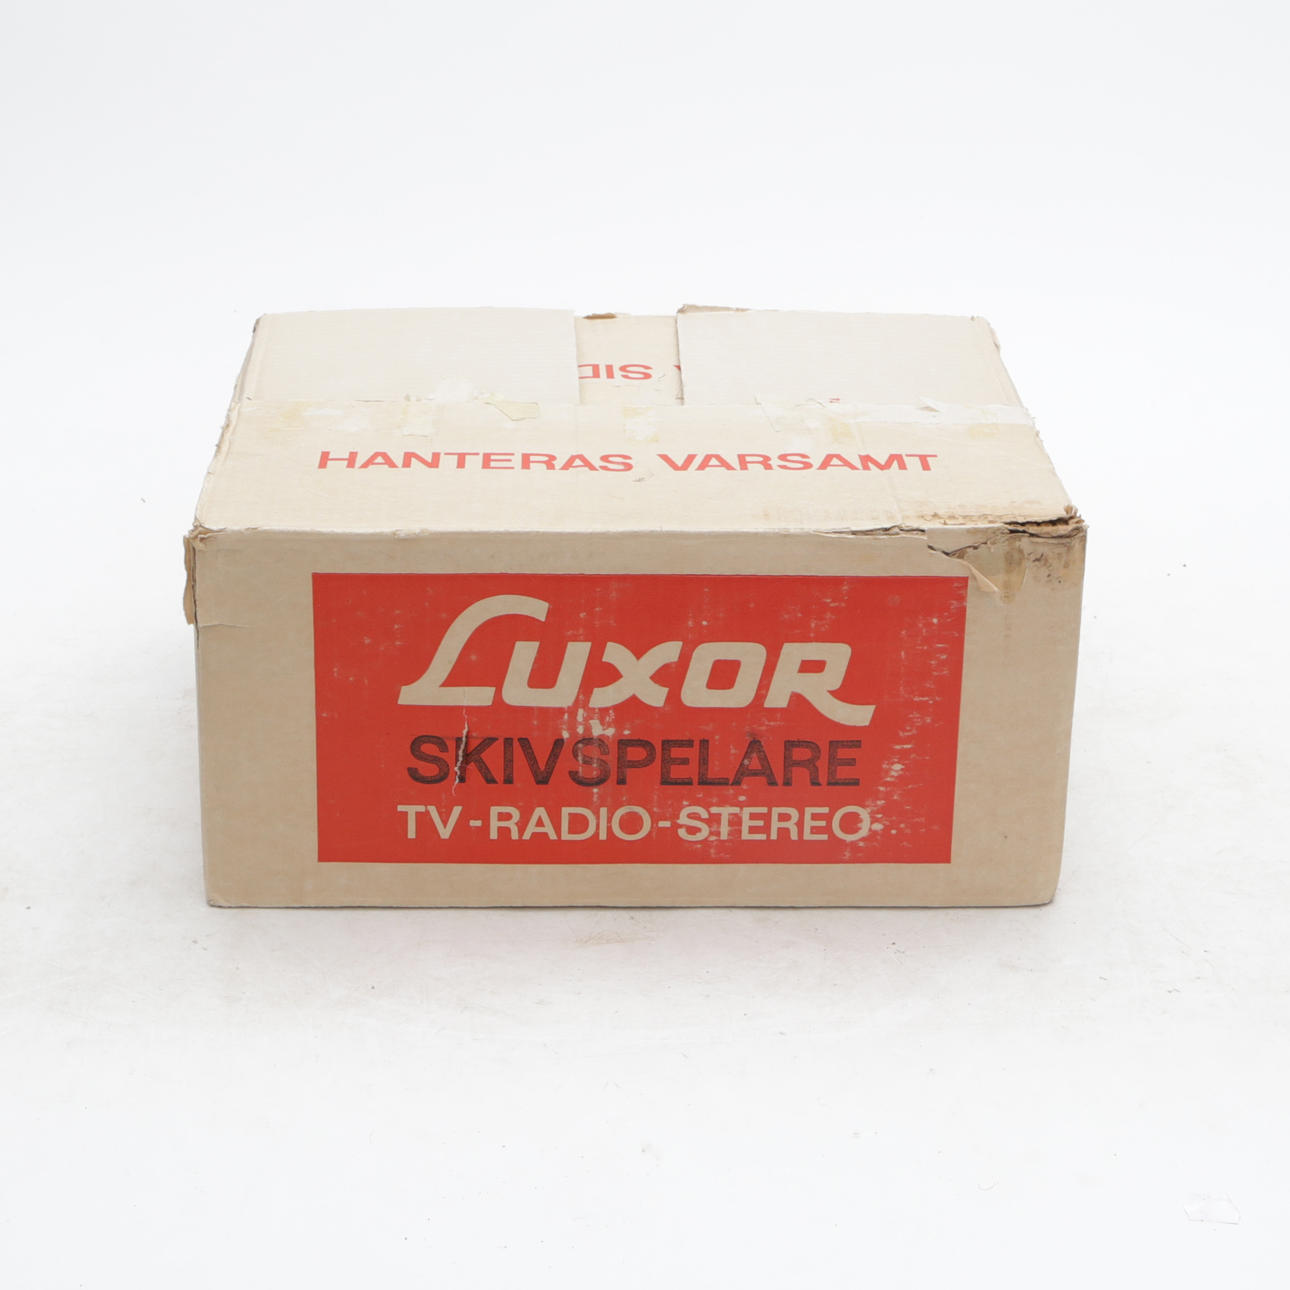 HANTERAS VARSAMT
LUXOR
SKIVSPELARE
TV-RADIO-STEREO